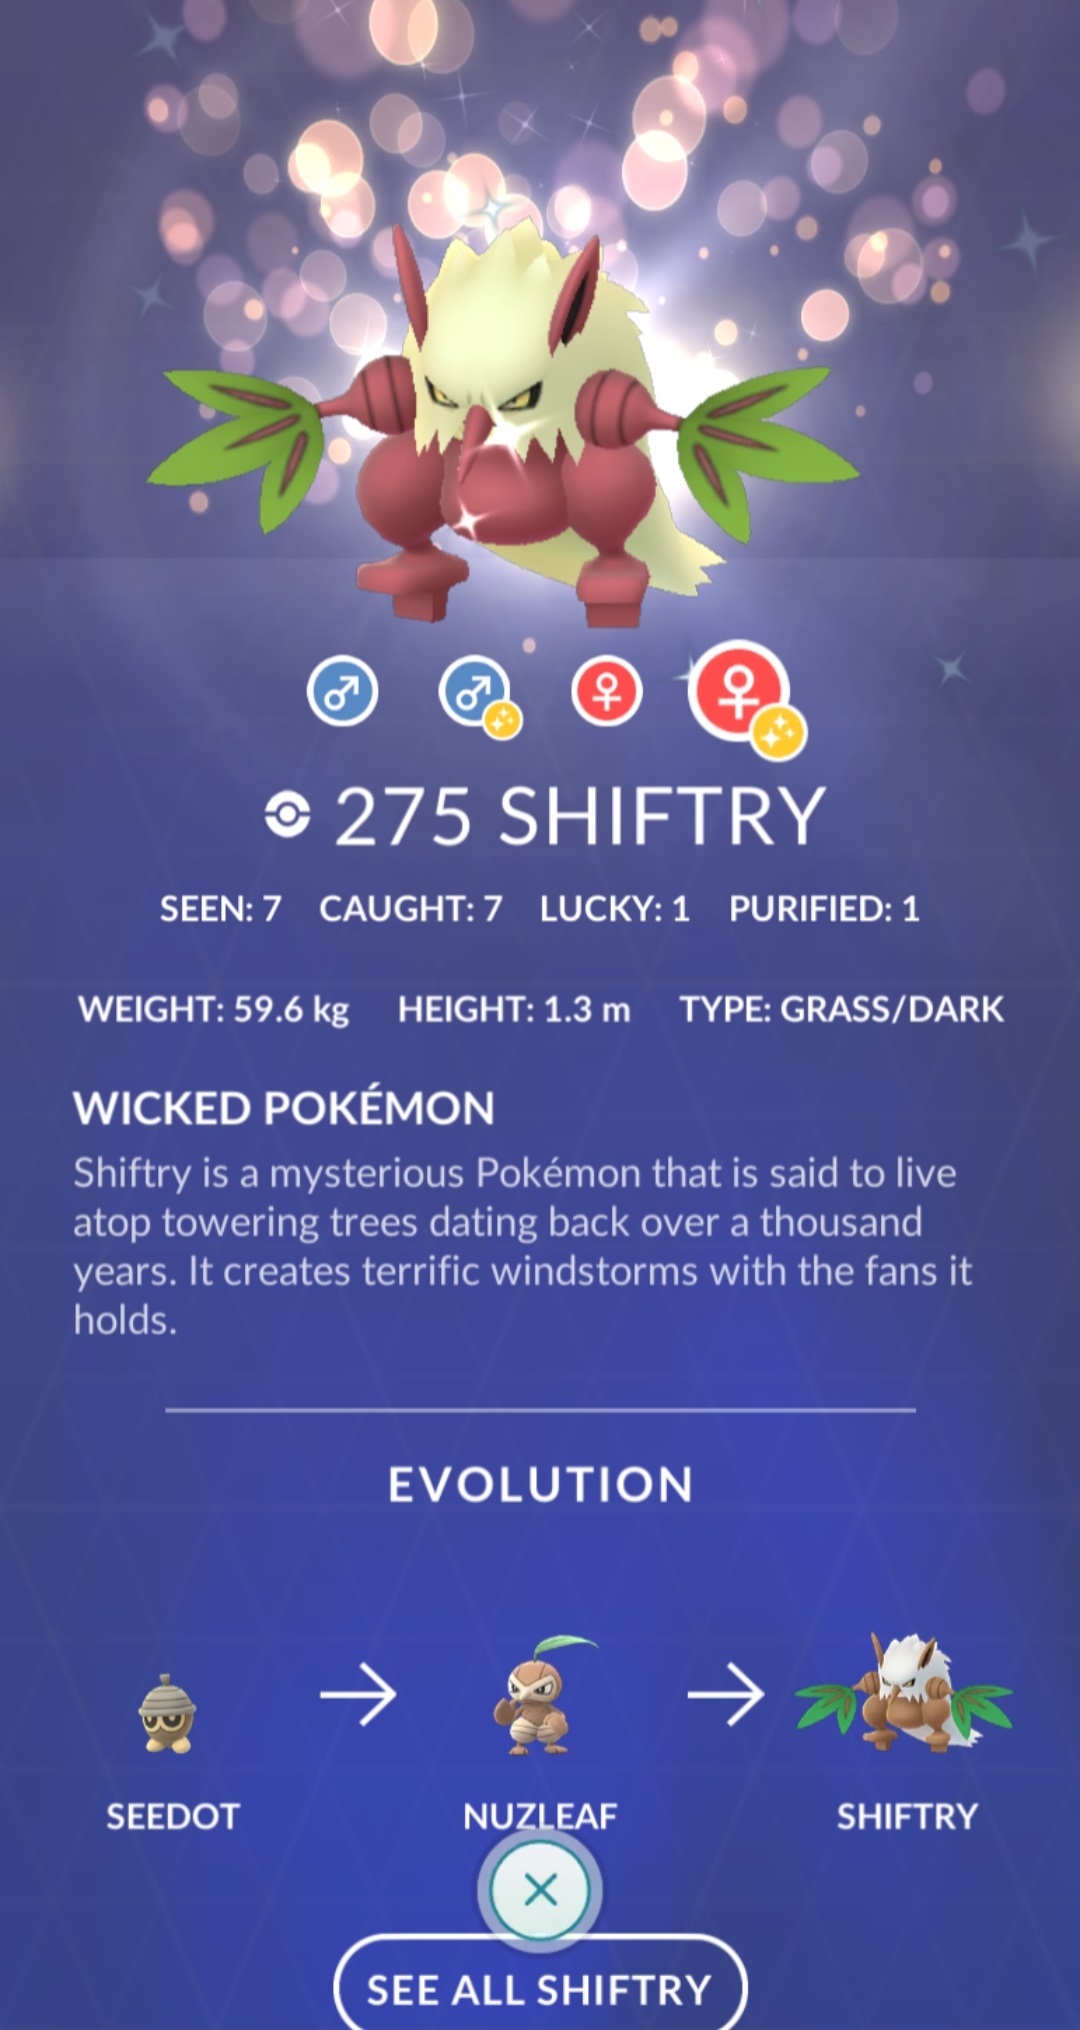 275 SHIFTRY
SEEN: 7 CAUGHT: 7 LUCKY: 1 PURIFIED: 1
WEIGHT: 59.6 kg HEIGHT: 1.3 m TYPE: GRASS/DARK
WICKED POKÉMON
Shiftry is a mysterious Pokémon that is said to live
atop towering trees dating back over a thousand
years. It creates terrific windstorms with the fans it
holds.
EVOLUTION
SEEDOT NUZLEAF SHIFTRY
SEE ALL SHIFTRY